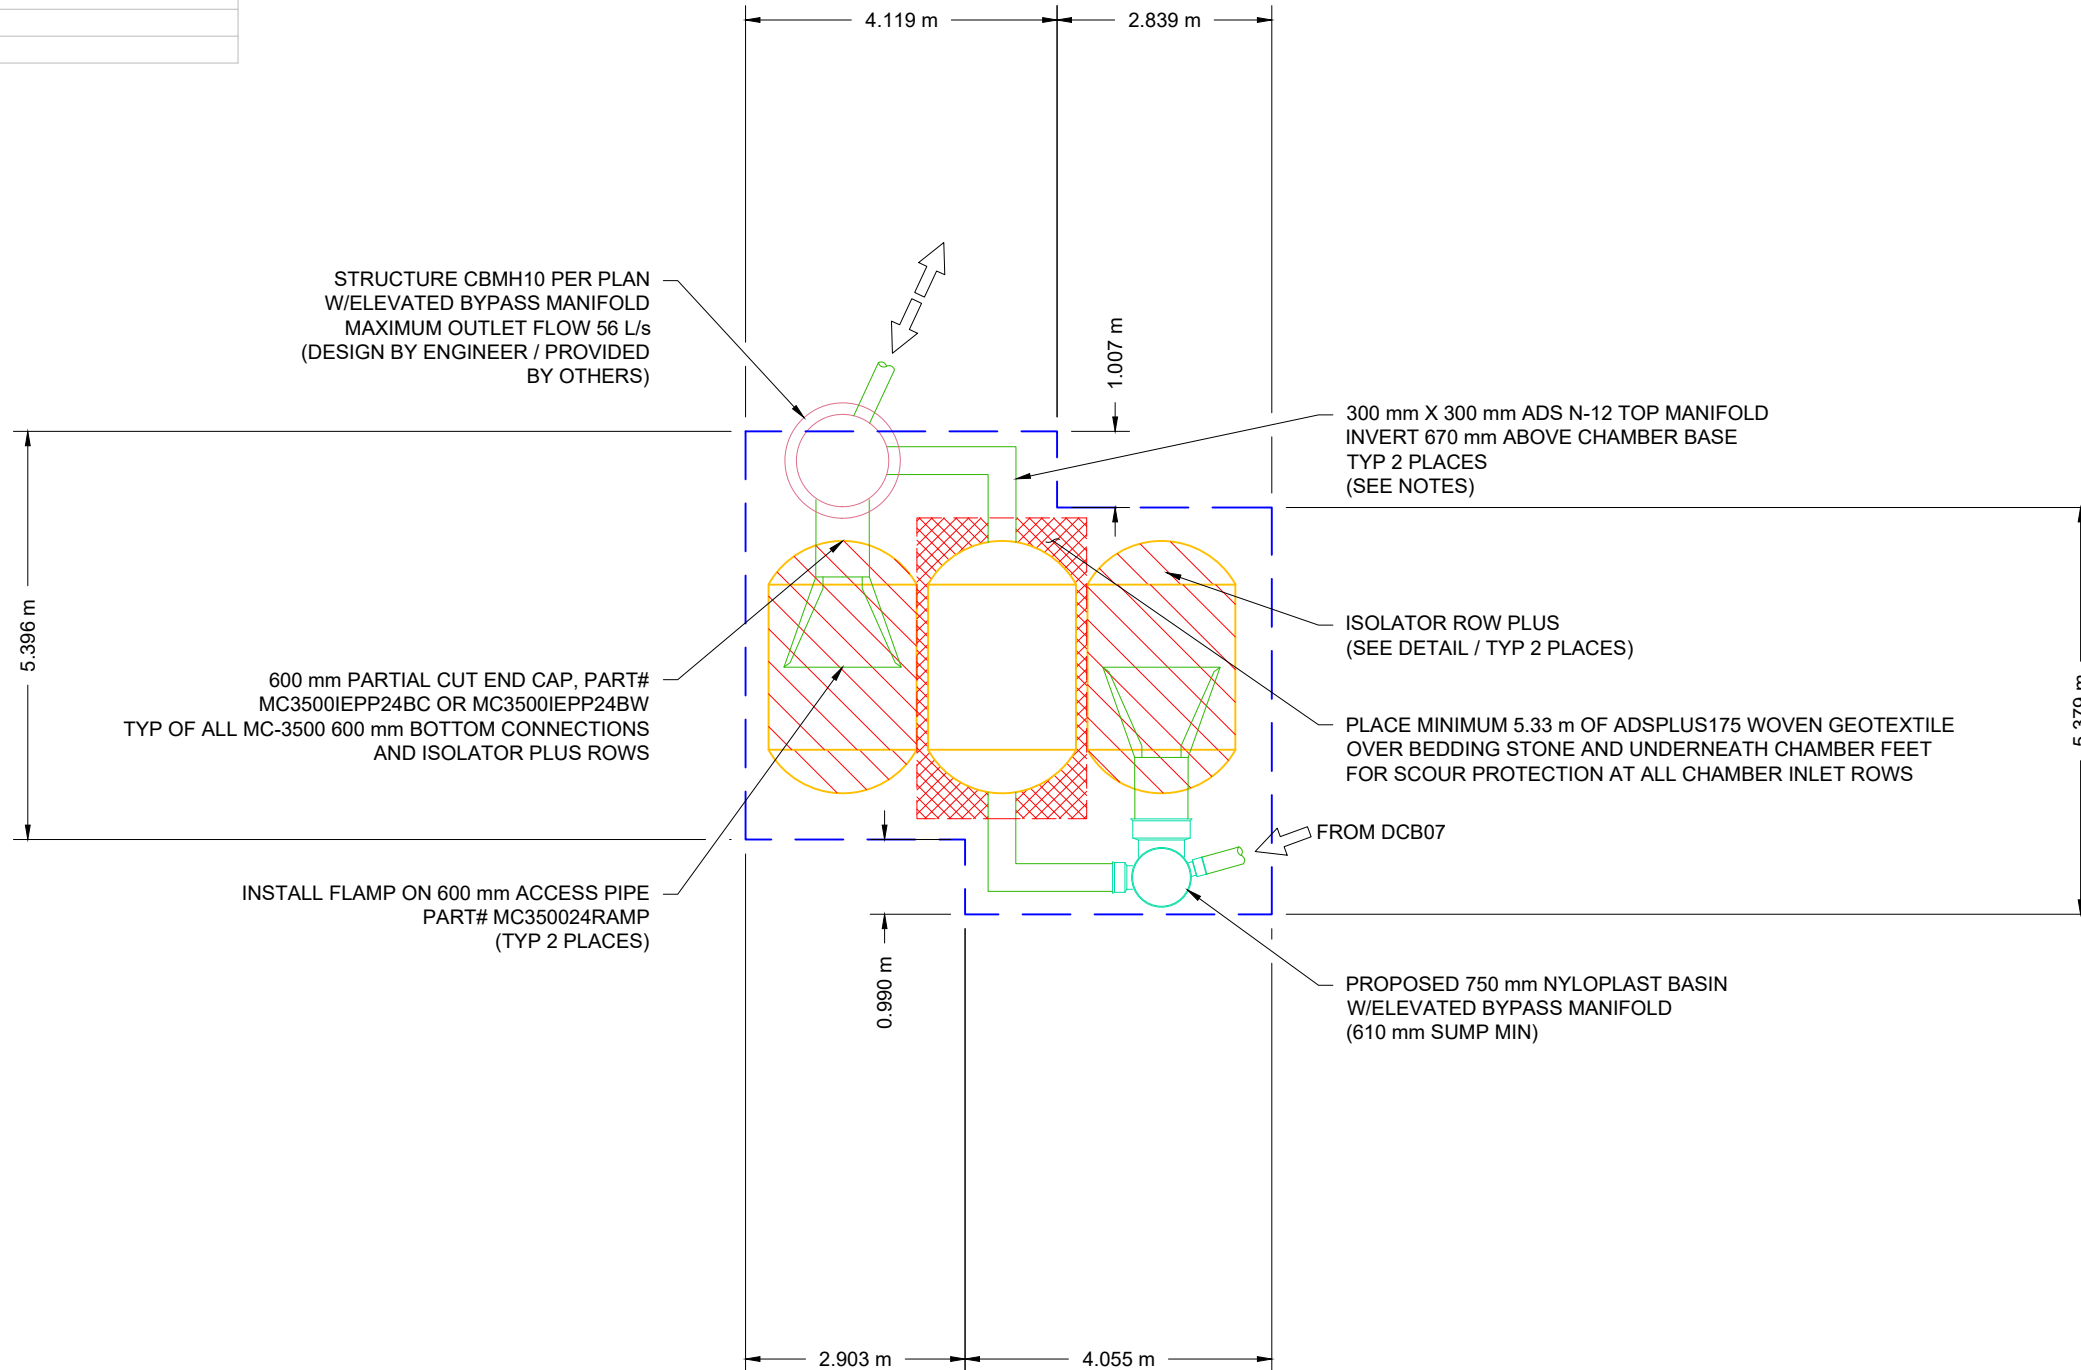 4.119 m
2.839 m
STRUCTURE CBMH10 PER PLAN
W/ELEVATED BYPASS MANIFOLD
MAXIMUM OUTLET FLOW 56 L/s
(DESIGN BY ENGINEER / PROVIDED
BY OTHERS)
1.007 m
300 mm X 300 mm ADS N-12 TOP MANIFOLD
INVERT 670 mm ABOVE CHAMBER BASE
TYP 2 PLACES
(SEE NOTES)
5.396 m
ISOLATOR ROW PLUS
(SEE DETAIL / TYP 2 PLACES)
600 mm PARTIAL CUT END CAP, PART#
MC3500IEPP24BC OR MC3500IEPP24BW
TYP OF ALL MC-3500 600 mm BOTTOM CONNECTIONS
AND ISOLATOR PLUS ROWS
PLACE MINIMUM 5.33 m OF ADSPLUS175 WOVEN GEOTEXTILE
OVER BEDDING STONE AND UNDERNEATH CHAMBER FEET
FOR SCOUR PROTECTION AT ALL CHAMBER INLET ROWS
5.379 m
FROM DCB07
INSTALL FLAMP ON 600 mm ACCESS PIPE
PART# MC350024RAMP
(TYP 2 PLACES)
0.990 m
PROPOSED 750 mm NYLOPLAST BASIN
W/ELEVATED BYPASS MANIFOLD
(610 mm SUMP MIN)
2.903 m
4.055 m